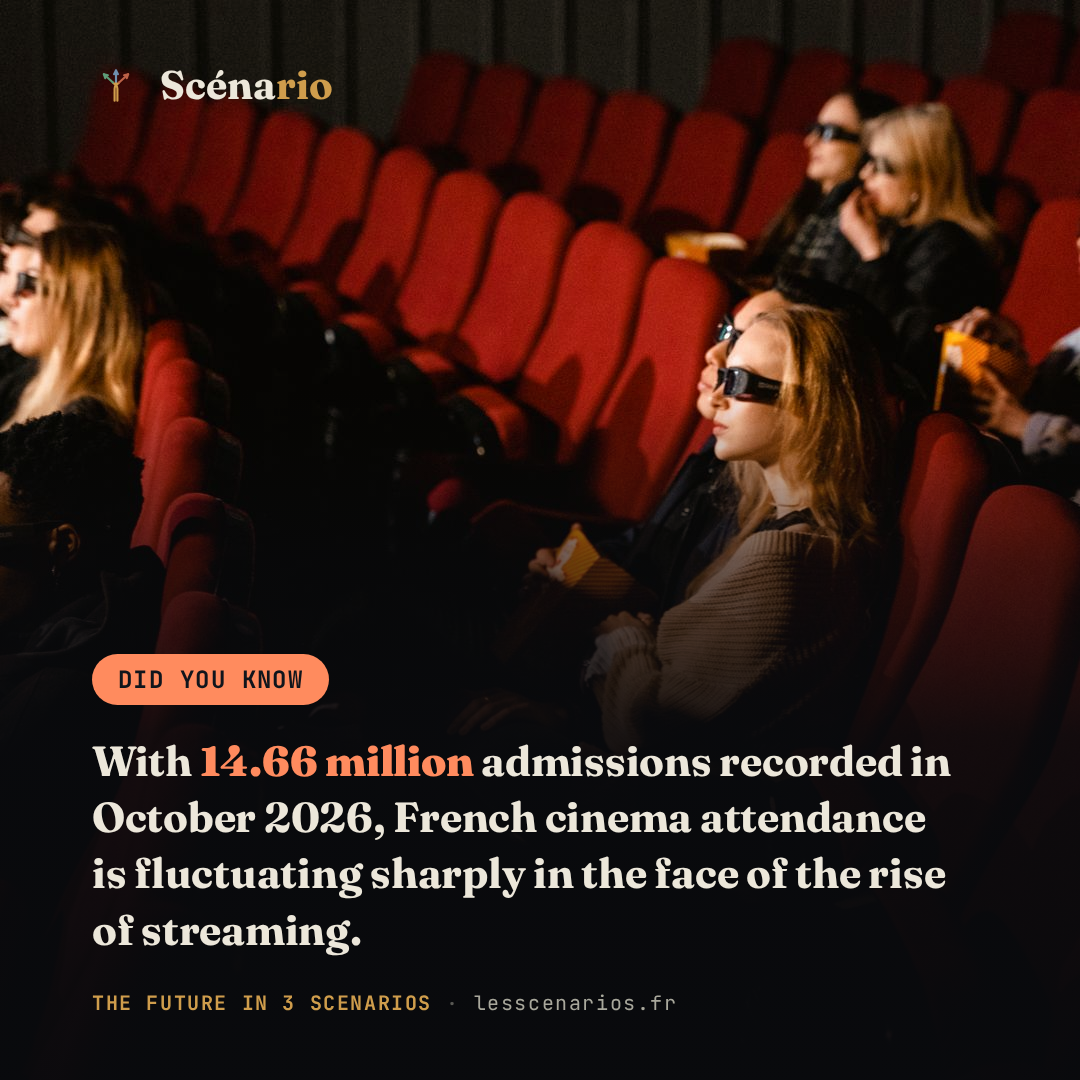 Scénario
DID YOU KNOW
With 14.66 million admissions recorded in
October 2026, French cinema attendance
is fluctuating sharply in the face of the rise
of streaming.
THE FUTURE IN 3 SCENARIOS · lesscenarios.fr